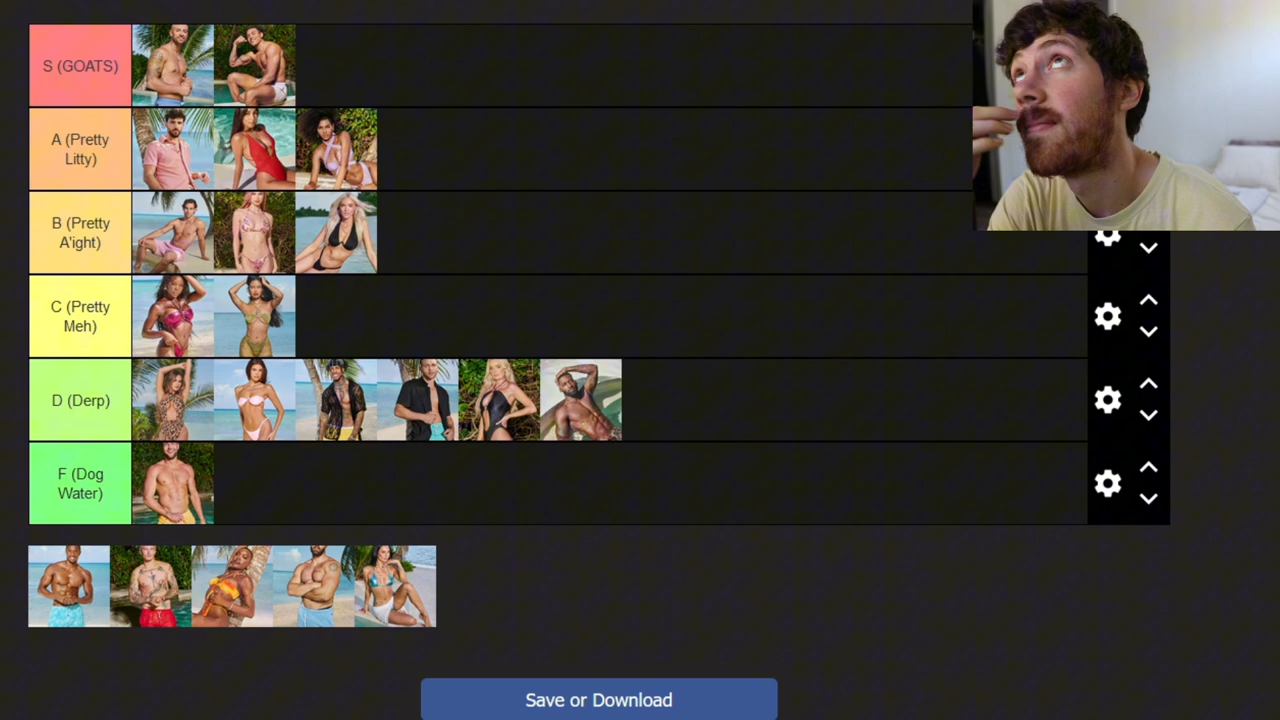 S (GOATS)
A (Pretty
Litty)
B (Pretty
A'ight)
C (Pretty
Meh)
D (Derp)
F (Dog
Water)
Save or Download